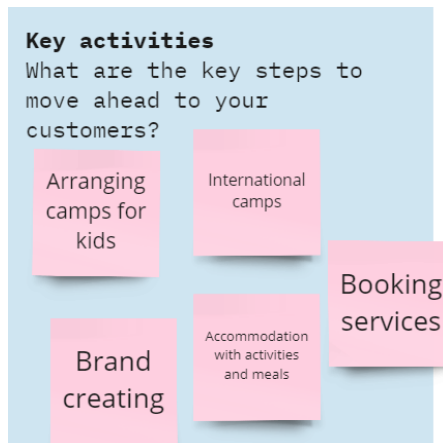 Key activities
What are the key steps to
move ahead to your
customers?
Arranging
camps for
kids
International
camps
Booking
services
Accommodation
with activities
and meals
Brand
creating